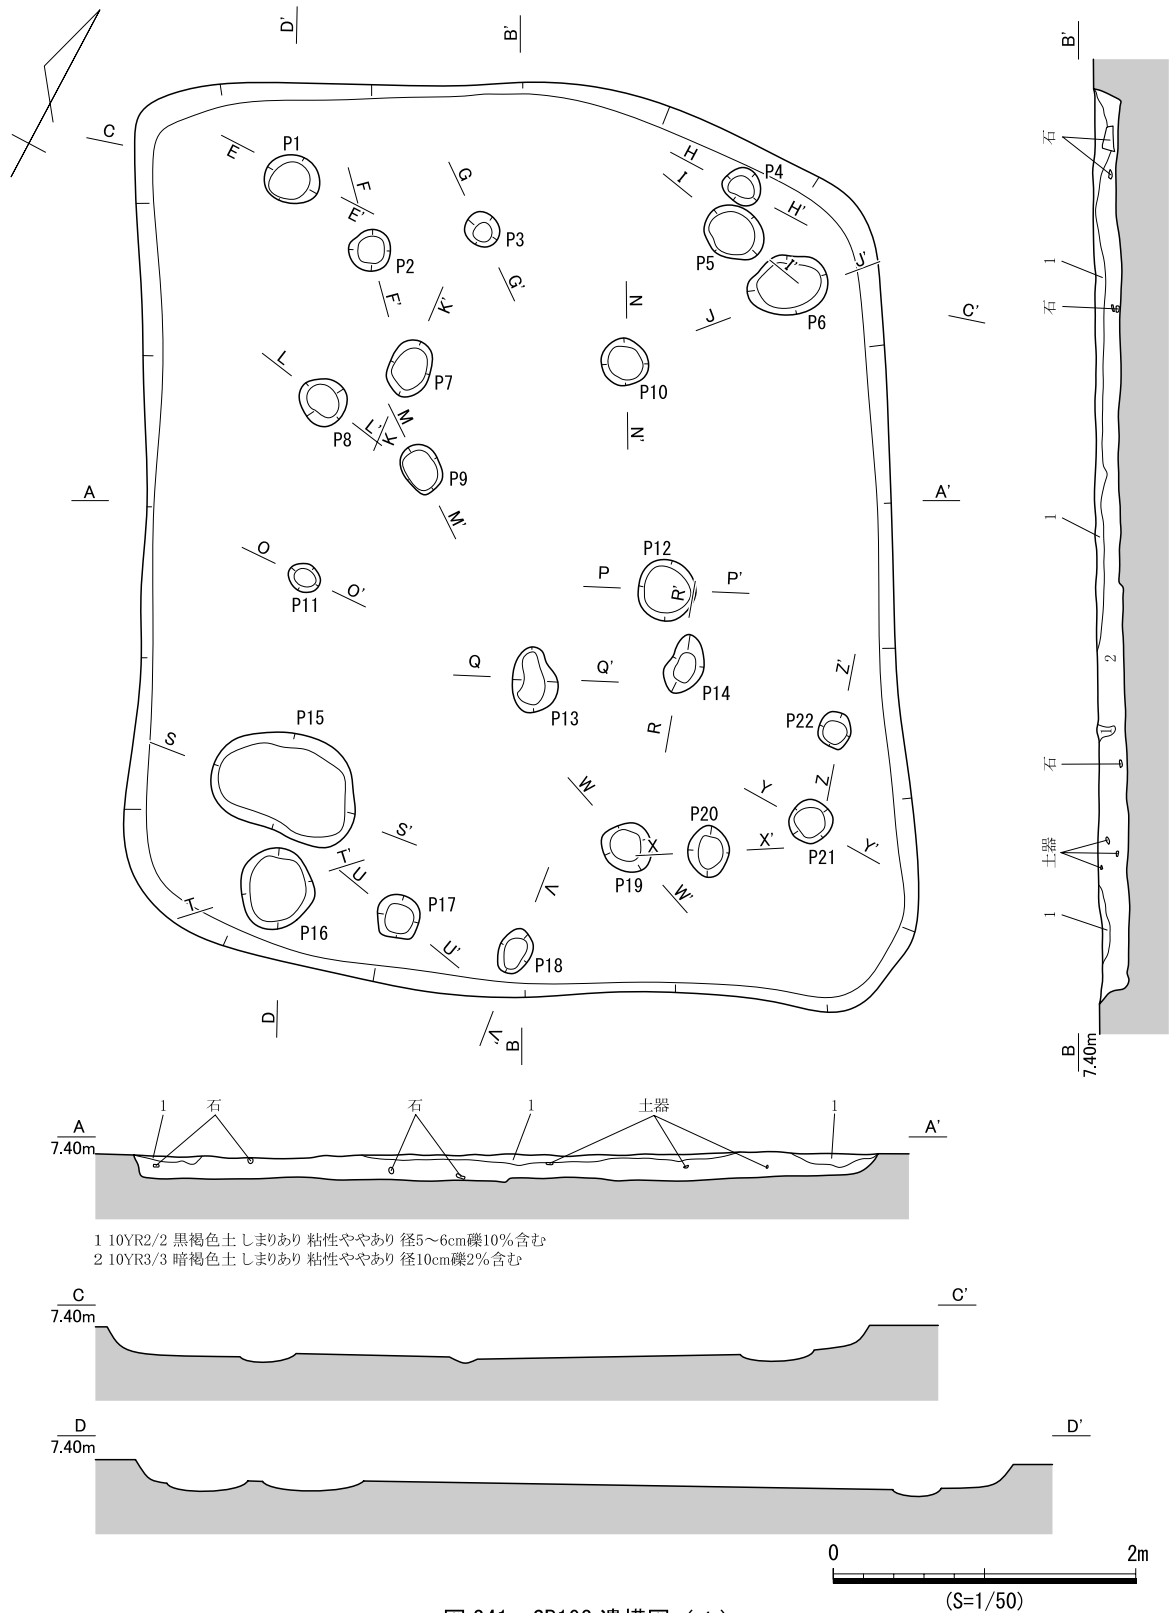 D'
B'
B'
C
E
P1
F
E'
P2
F'
G
P3
G'
H
I
P4
H'
P5
I'
J'
J
P6
C'
K'
L
P7
P8
L'
K
M
P9
M'
N
P10
N'
A
A'
O
O'
P11
P12
P
P'
R'
Q
Q'
P13
P14
R
Z'
P22
Z
S
P15
S'
T'
T
P16
U
P17
U'
V
P18
V'
W
P19
W'
X
P20
X'
Y
P21
Y'
D
B
石
1
石
1
2
1
石
土器
1
B
7.40m
1
石
石
1
土器
1
A
7.40m
A'
1 10YR2/2 黒褐色土 しまりあり 粘性ややあり 径5～6cm礫10%含む
2 10YR3/3 暗褐色土 しまりあり 粘性ややあり 径10cm礫2%含む
C
7.40m
C'
D
7.40m
D'
0
2m
(S=1/50)